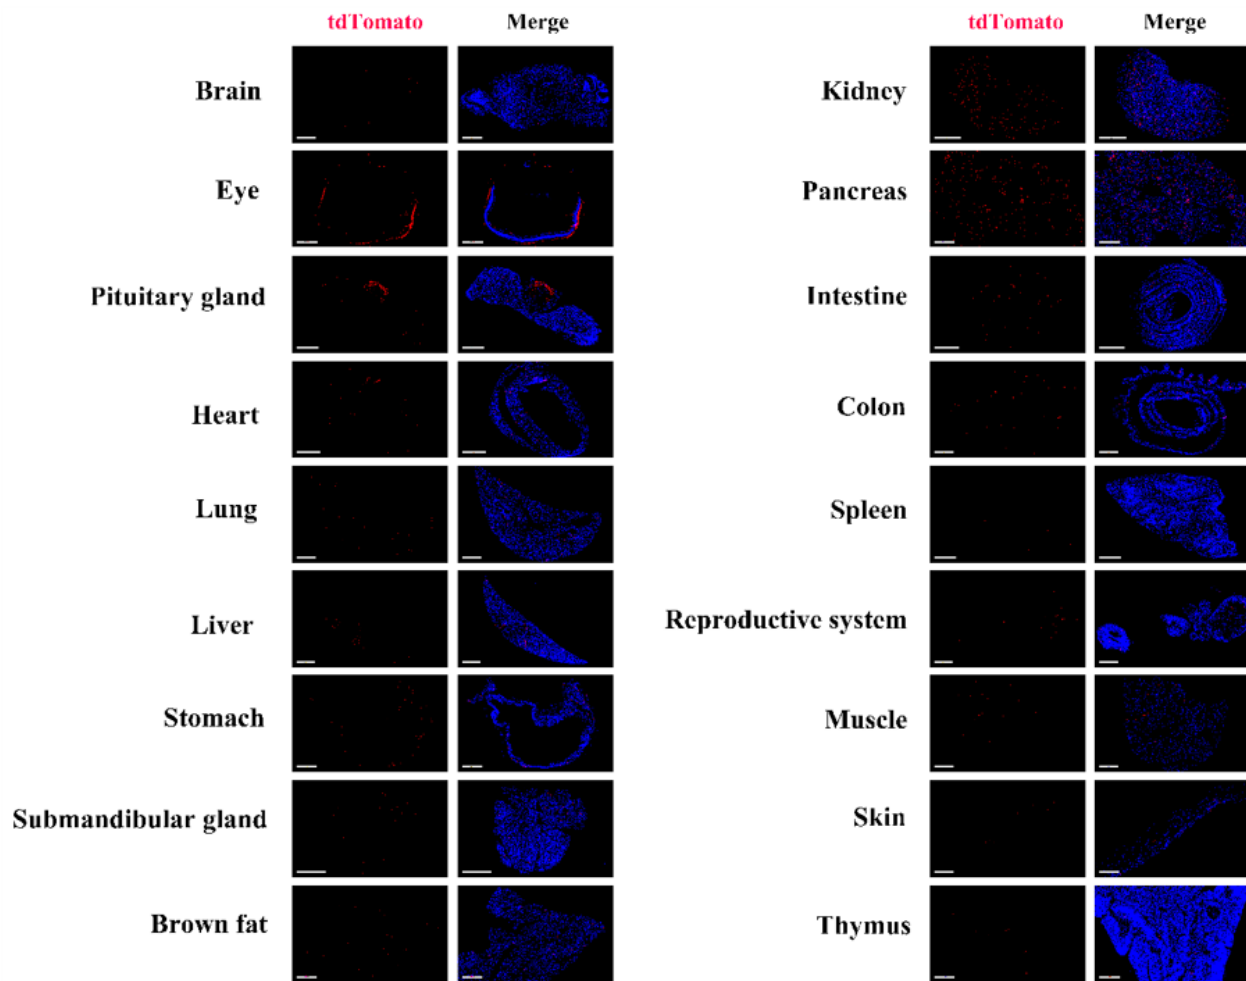 tdTomato Merge tdTomato Merge
Brain Kidney
Eye Pancreas
Pituitary gland Intestine
Heart Colon
Lung Spleen
Liver Reproductive system
Stomach Muscle
Submandibular gland Skin
Brown fat Thymus